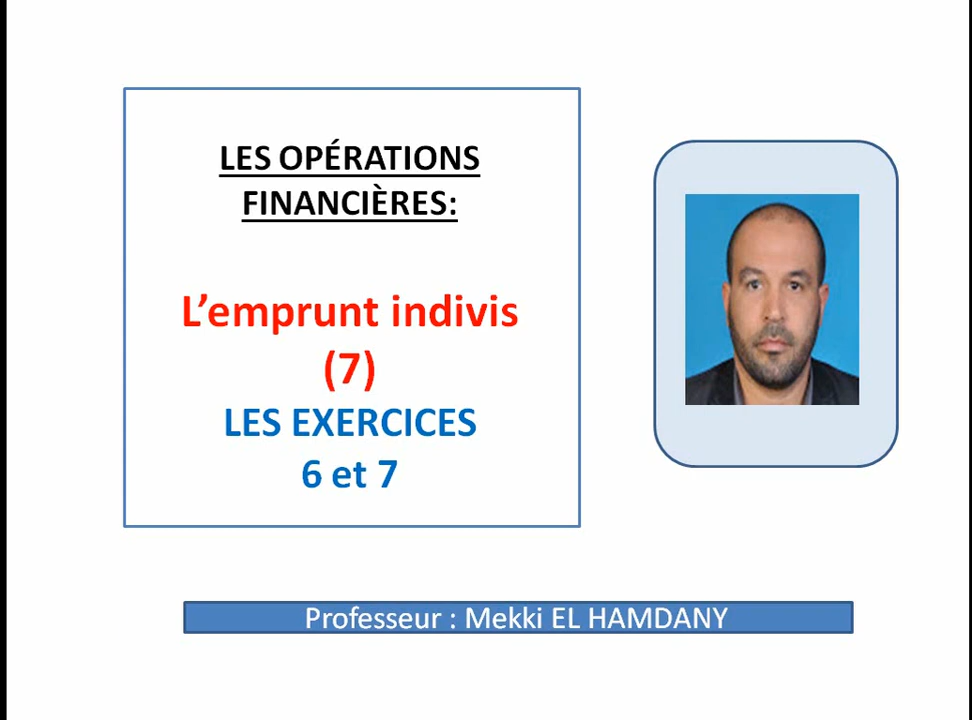 LES OPÉRATIONS
FINANCIÈRES:
L’emprunt indivis
(7)
LES EXERCICES
6 et 7
Professeur : Mekki EL HAMDANY